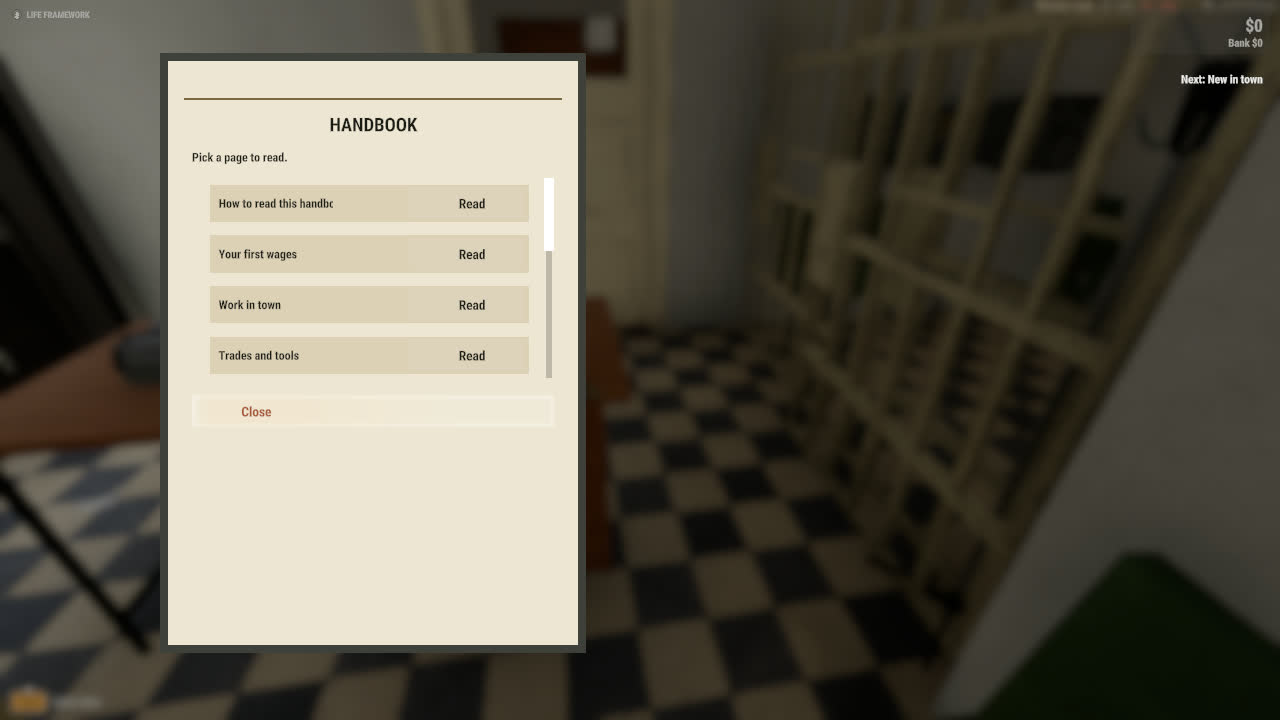 LIFE FRAMEWORK
$0
Bank $0
Next: New in town
HANDBOOK
Pick a page to read.
How to read this handbc Read
Your first wages Read
Work in town Read
Trades and tools Read
Close